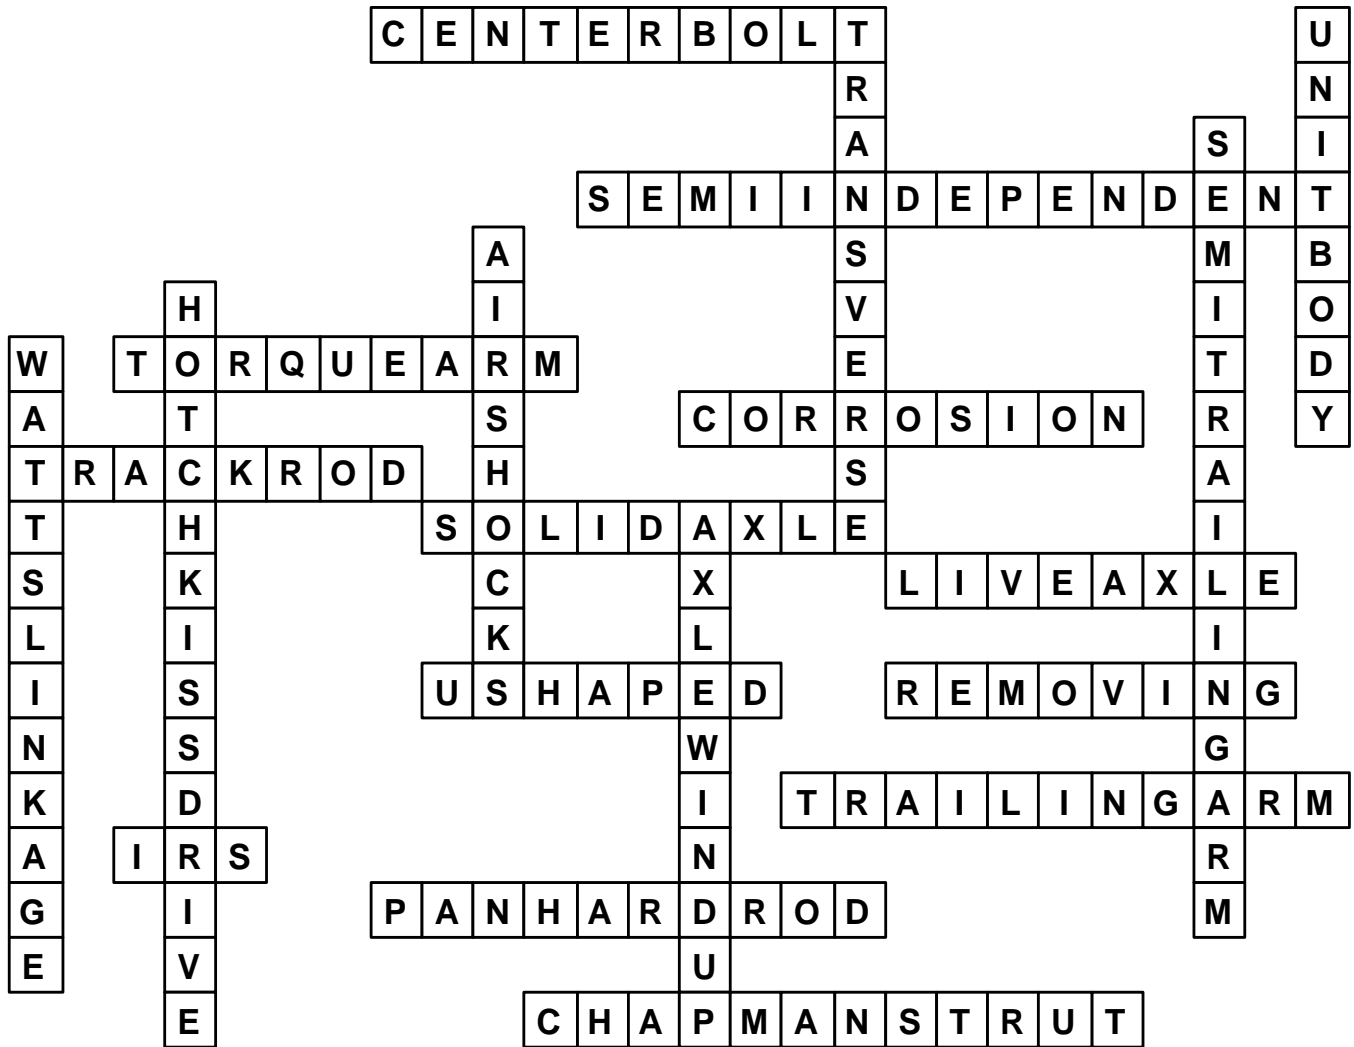 CENTERBOLT
TRANSVERSE
UNITBODY
SEMITRAILINGARM
SEMIINDEPENDENT
AIRSHOCKS
HOTCHKISSDRIVE
WATTSLINKAGE
TORQUEARM
CORROSION
TRACKROD
SOLIDAXLE
AXLEWINDUP
LIVEAXLE
USHAPED
REMOVING
TRAILINGARM
IRS
PANHARDROD
CHAPMANSTRUT